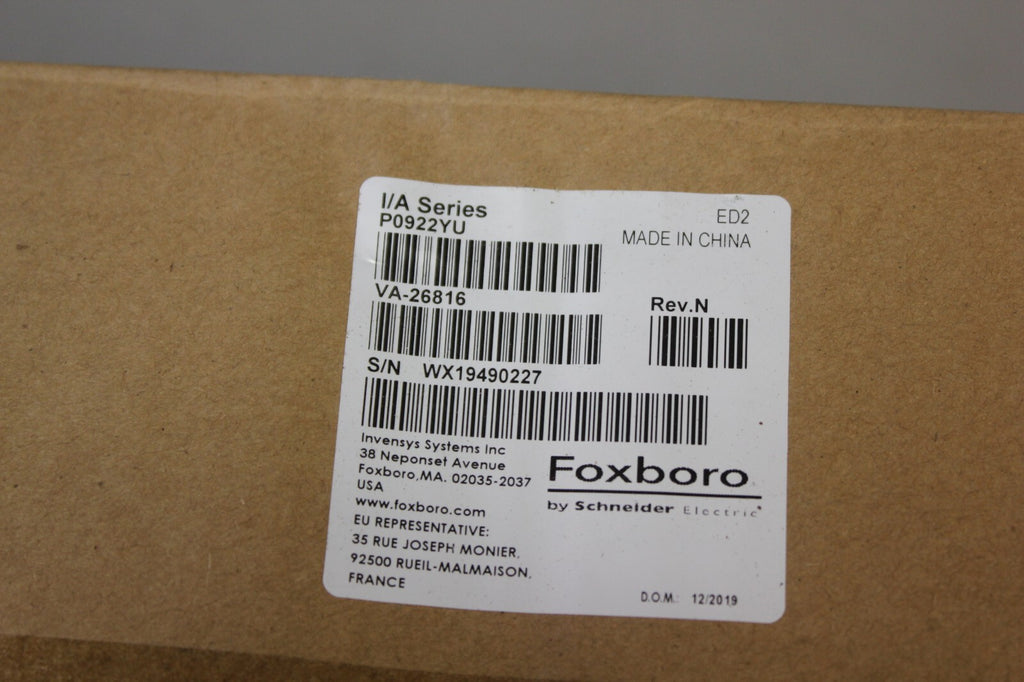 I/A Series
P0922YU
ED2
MADE IN CHINA
VA-26816
Rev.N
S/N WX19490227
Invensys Systems Inc
38 Neponset Avenue
Foxboro,MA. 02035-2037
USA
www.foxboro.com
EU REPRESENTATIVE:
35 RUE JOSEPH MONIER,
92500 RUEIL-MALMAISON,
FRANCE
Foxboro
by Schneider Electric
D.O.M.: 12/2019